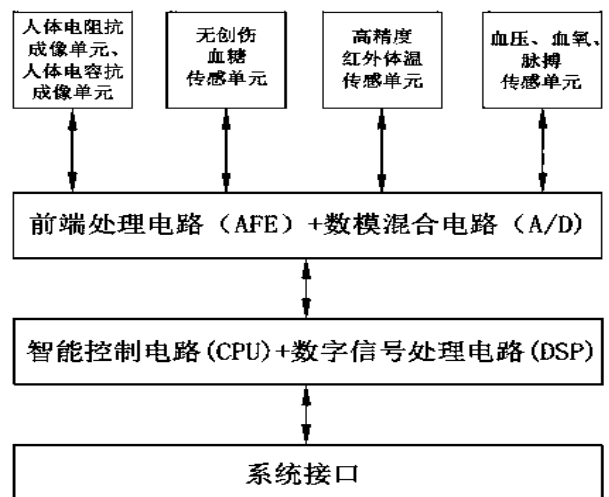 人体电阻抗
成像单元、
人体电容抗
成像单元
无创伤
血糖
传感单元
高精度
红外体温
传感单元
血压、血氧、
脉搏
传感单元
前端处理电路（AFE）+数模混合电路（A/D)
智能控制电路(CPU)+数字信号处理电路(DSP)
系统接口